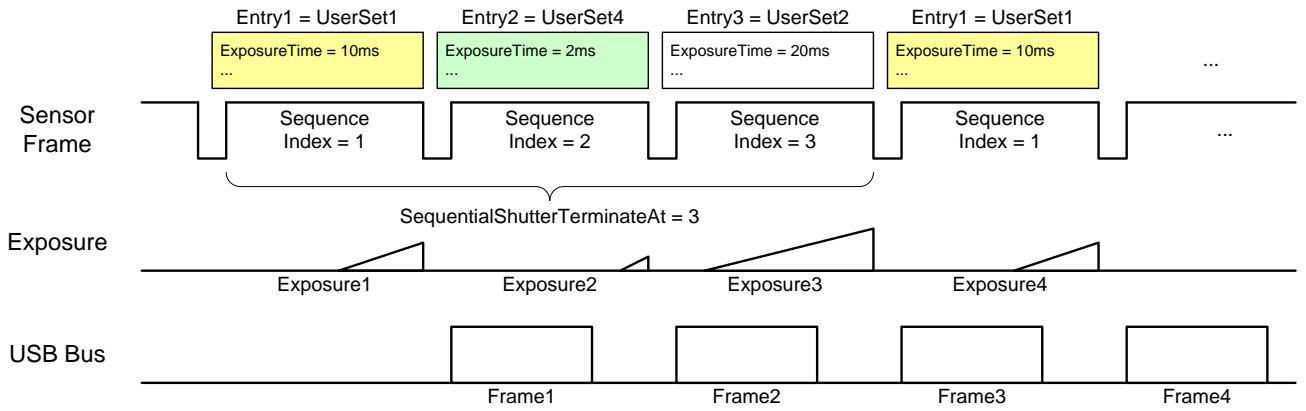 Entry1 = UserSet1
Entry2 = UserSet4
Entry3 = UserSet2
Entry1 = UserSet1
ExposureTime = 10ms
...
ExposureTime = 2ms
...
ExposureTime = 20ms
...
ExposureTime = 10ms
...
...
Sensor
Frame
Sequence
Index = 1
Sequence
Index = 2
Sequence
Index = 3
Sequence
Index = 1
...
SequentialShutterTerminateAt = 3
Exposure
Exposure1
Exposure2
Exposure3
Exposure4
USB Bus
Frame1
Frame2
Frame3
Frame4